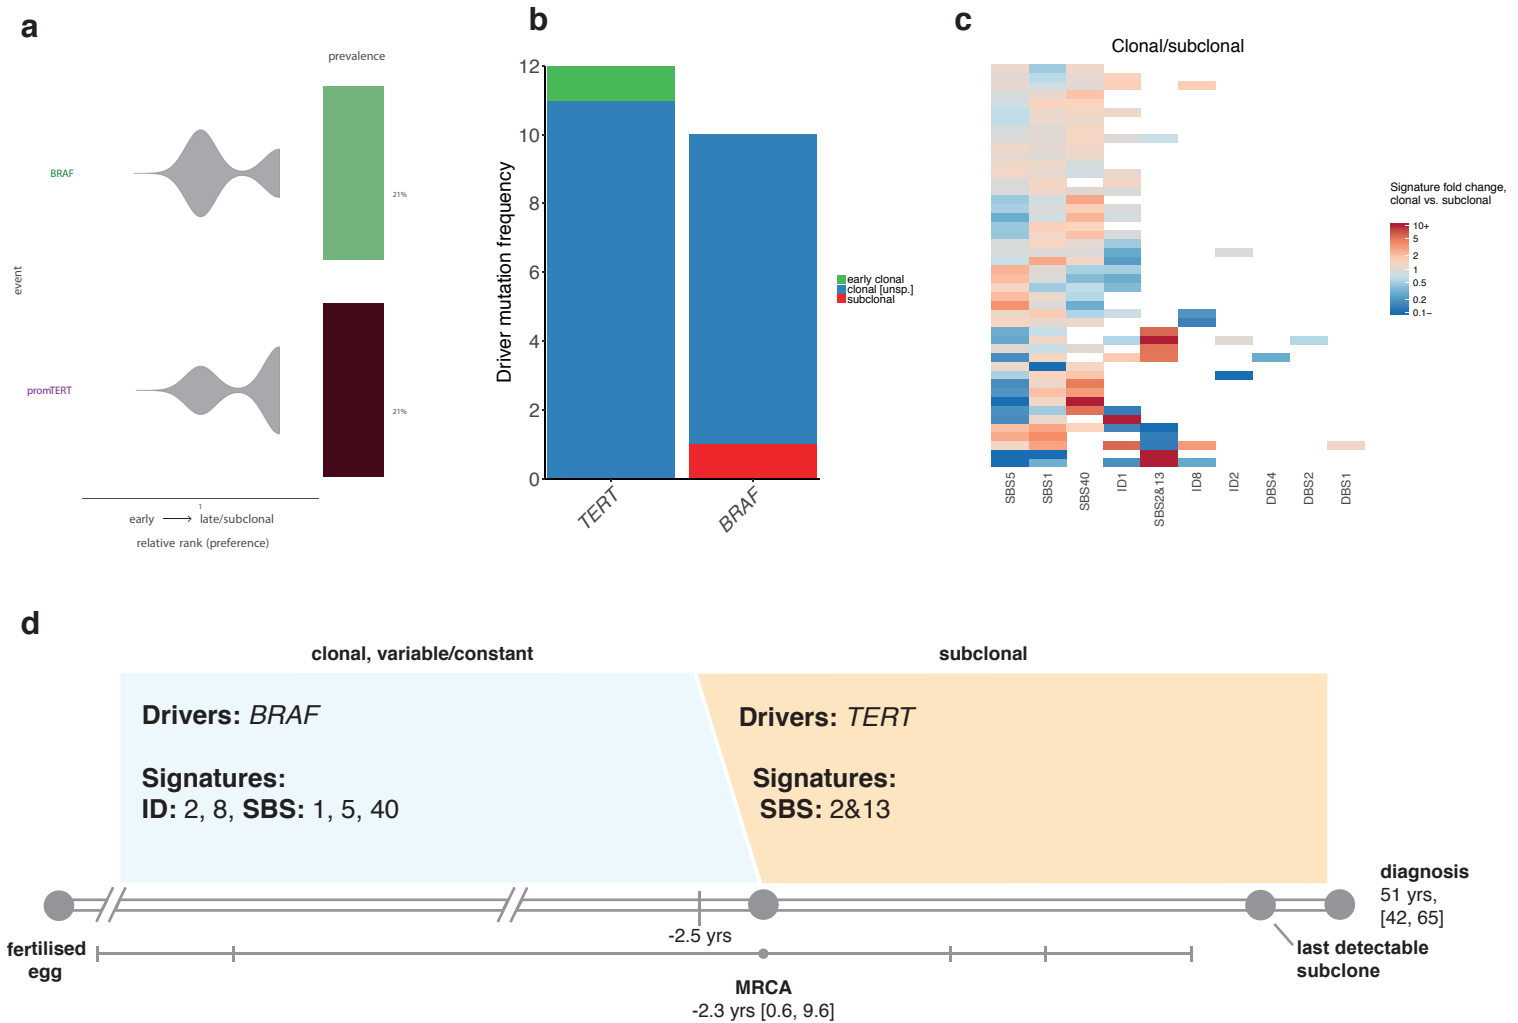 a
prevalence
BRAF
21%
event
promTERT
21%
1
early → late/subclonal
relative rank (preference)
b
Driver mutation frequency
12
10
8
6
4
2
0
TERT
BRAF
early clonal
clonal [unsp.]
subclonal
c
Clonal/subclonal
SBS5
SBS1
SBS40
ID1
SBS2&13
ID8
ID2
DBS4
DBS2
DBS1
Signature fold change,
clonal vs. subclonal
10+
5
2
1
0.5
0.2
0.1–
d
clonal, variable/constant
subclonal
Drivers: BRAF
Signatures:
ID: 2, 8, SBS: 1, 5, 40
Drivers: TERT
Signatures:
SBS: 2&13
diagnosis
51 yrs,
[42, 65]
fertilised
egg
-2.5 yrs
last detectable
subclone
MRCA
-2.3 yrs [0.6, 9.6]